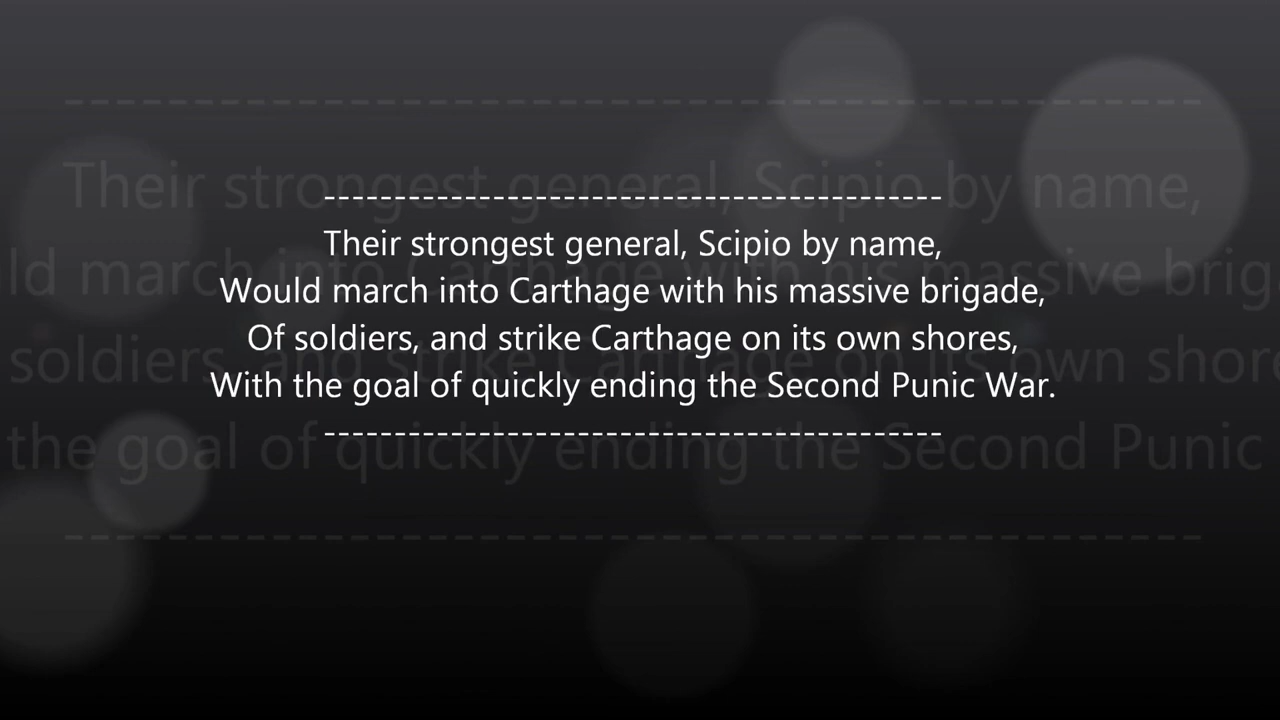 --------------------------------------------
Their strongest general, Scipio by name,
Would march into Carthage with his massive brigade,
Of soldiers, and strike Carthage on its own shores,
With the goal of quickly ending the Second Punic War.
--------------------------------------------